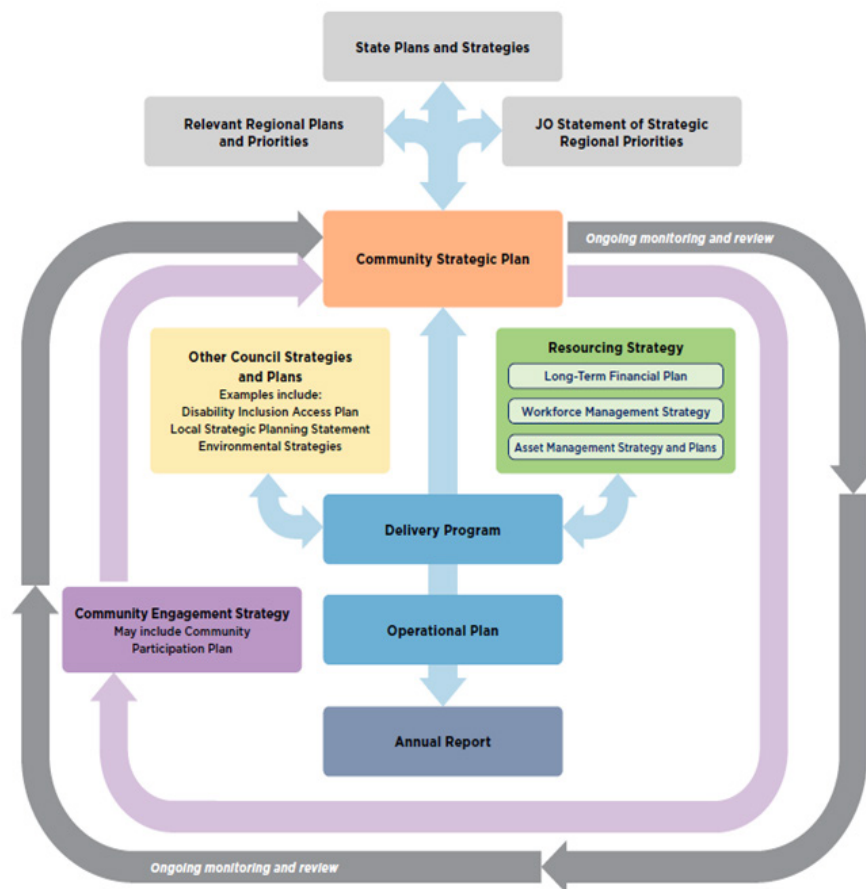 State Plans and Strategies
Relevant Regional Plans
and Priorities
JO Statement of Strategic
Regional Priorities
Community Strategic Plan
Ongoing monitoring and review
Other Council Strategies
and Plans
Examples include:
Disability Inclusion Access Plan
Local Strategic Planning Statement
Environmental Strategies
Resourcing Strategy
Long-Term Financial Plan
Workforce Management Strategy
Asset Management Strategy and Plans
Delivery Program
Community Engagement Strategy
May include Community
Participation Plan
Operational Plan
Annual Report
Ongoing monitoring and review